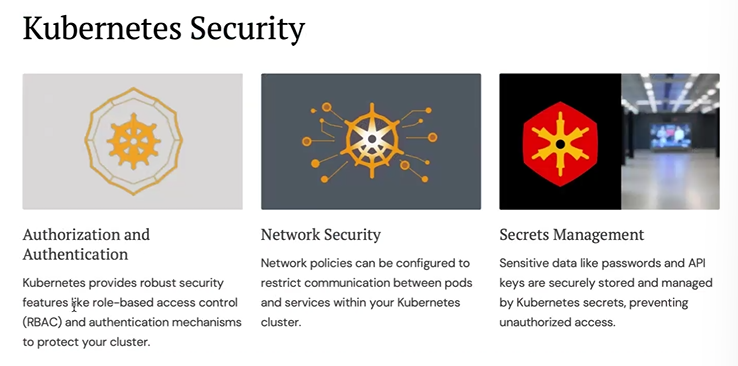 Kubernetes Security
Authorization and
Authentication
Kubernetes provides robust security
features like role-based access control
(RBAC) and authentication mechanisms
to protect your cluster.
Network Security
Network policies can be configured to
restrict communication between pods
and services within your Kubernetes
cluster.
Secrets Management
Sensitive data like passwords and API
keys are securely stored and managed
by Kubernetes secrets, preventing
unauthorized access.